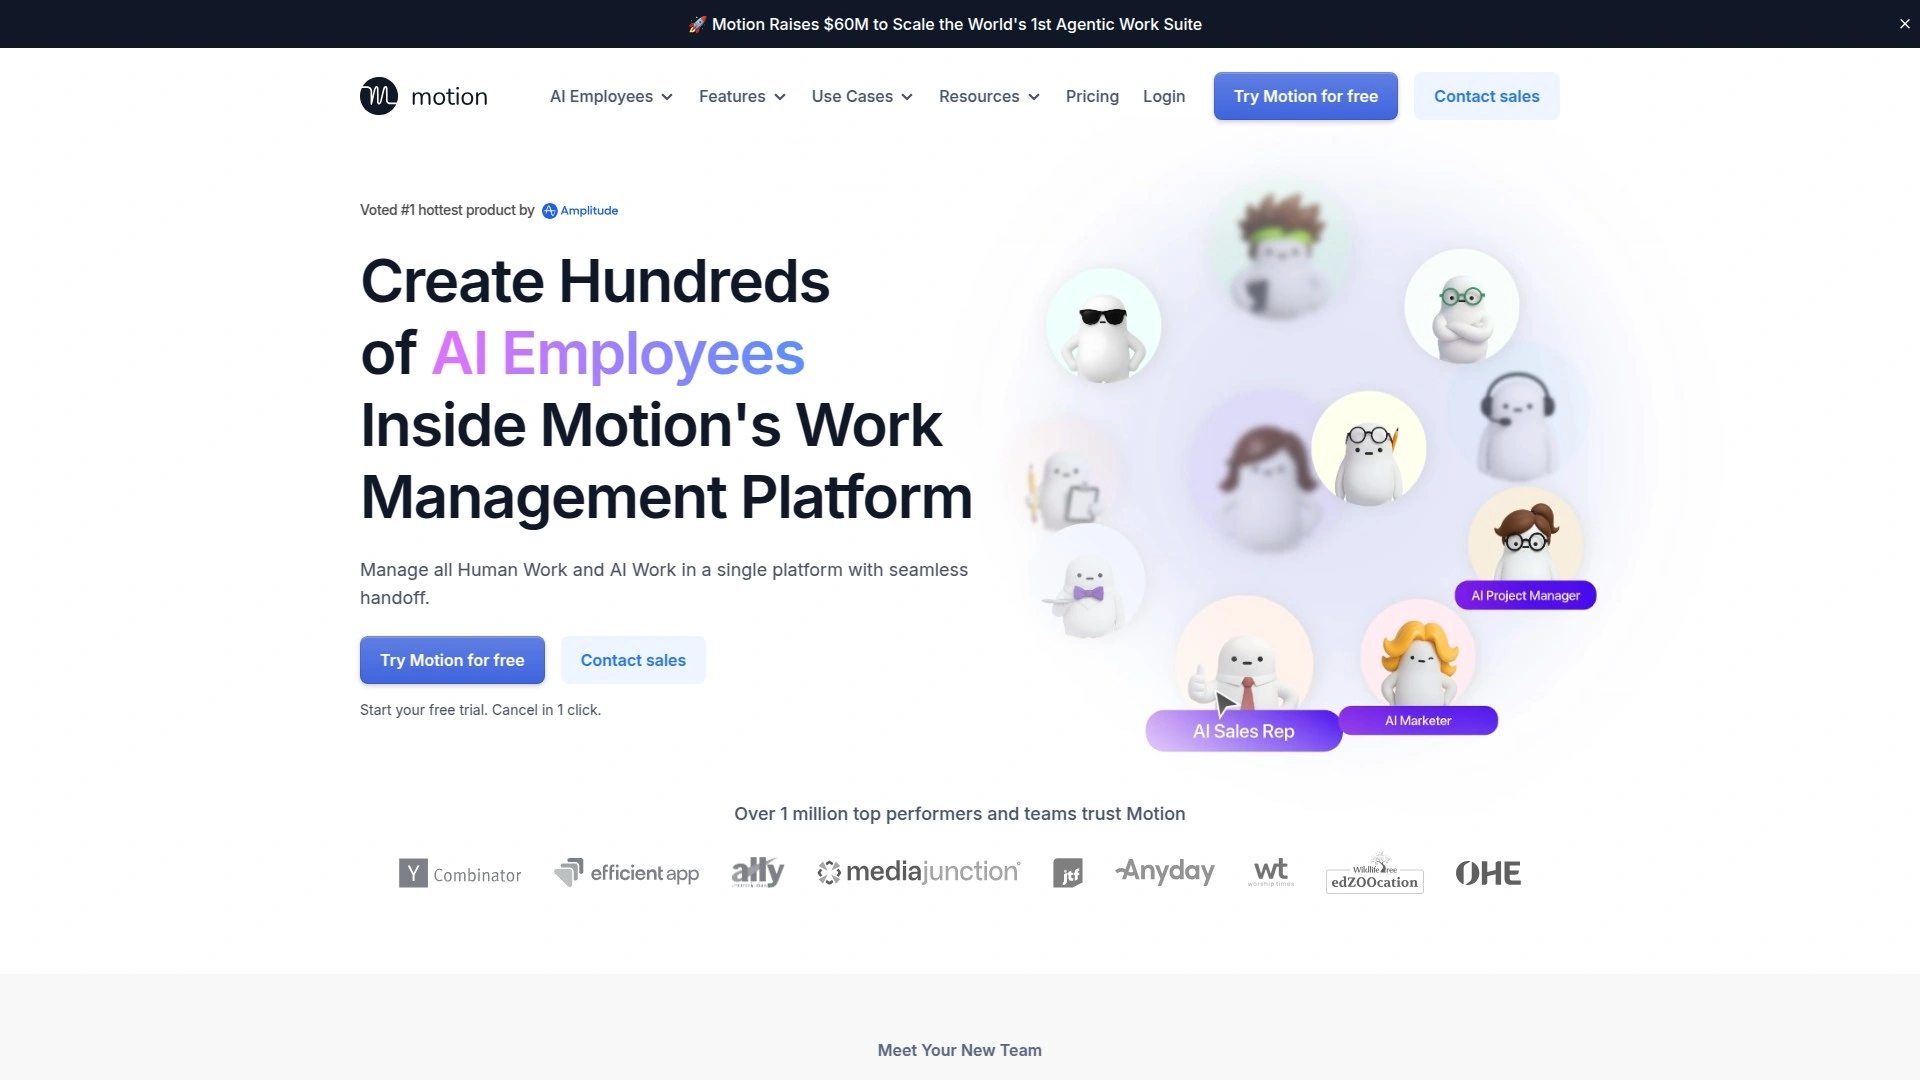 🚀 Motion Raises $60M to Scale the World's 1st Agentic Work Suite
motion
AI Employees
Features
Use Cases
Resources
Pricing
Login
Try Motion for free
Contact sales
Voted #1 hottest product by Amplitude
Create Hundreds
of AI Employees
Inside Motion's Work
Management Platform
Manage all Human Work and AI Work in a single platform with seamless
handoff.
Try Motion for free
Contact sales
Start your free trial. Cancel in 1 click.
AI Project Manager
AI Sales Rep
AI Marketer
Over 1 million top performers and teams trust Motion
Y Combinator
efficient app
ally
mediajunction
jtf
Anyday
wt
worship times
Wildlife Tree
edZOOcation
OHE
Meet Your New Team